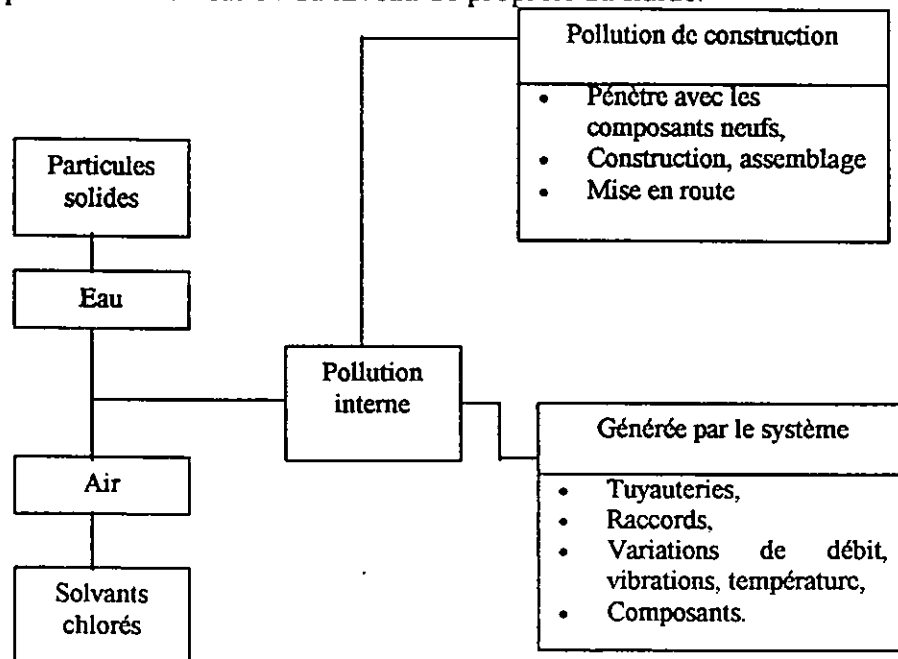 Pollution de construction
• Pénètre avec les
composants neufs,
• Construction, assemblage
• Mise en route
Particules
solides
Eau
Pollution
interne
Générée par le système
Air
• Tuyauteries,
• Raccords,
• Variations de débit,
vibrations, température,
• Composants.
Solvants
chlorés